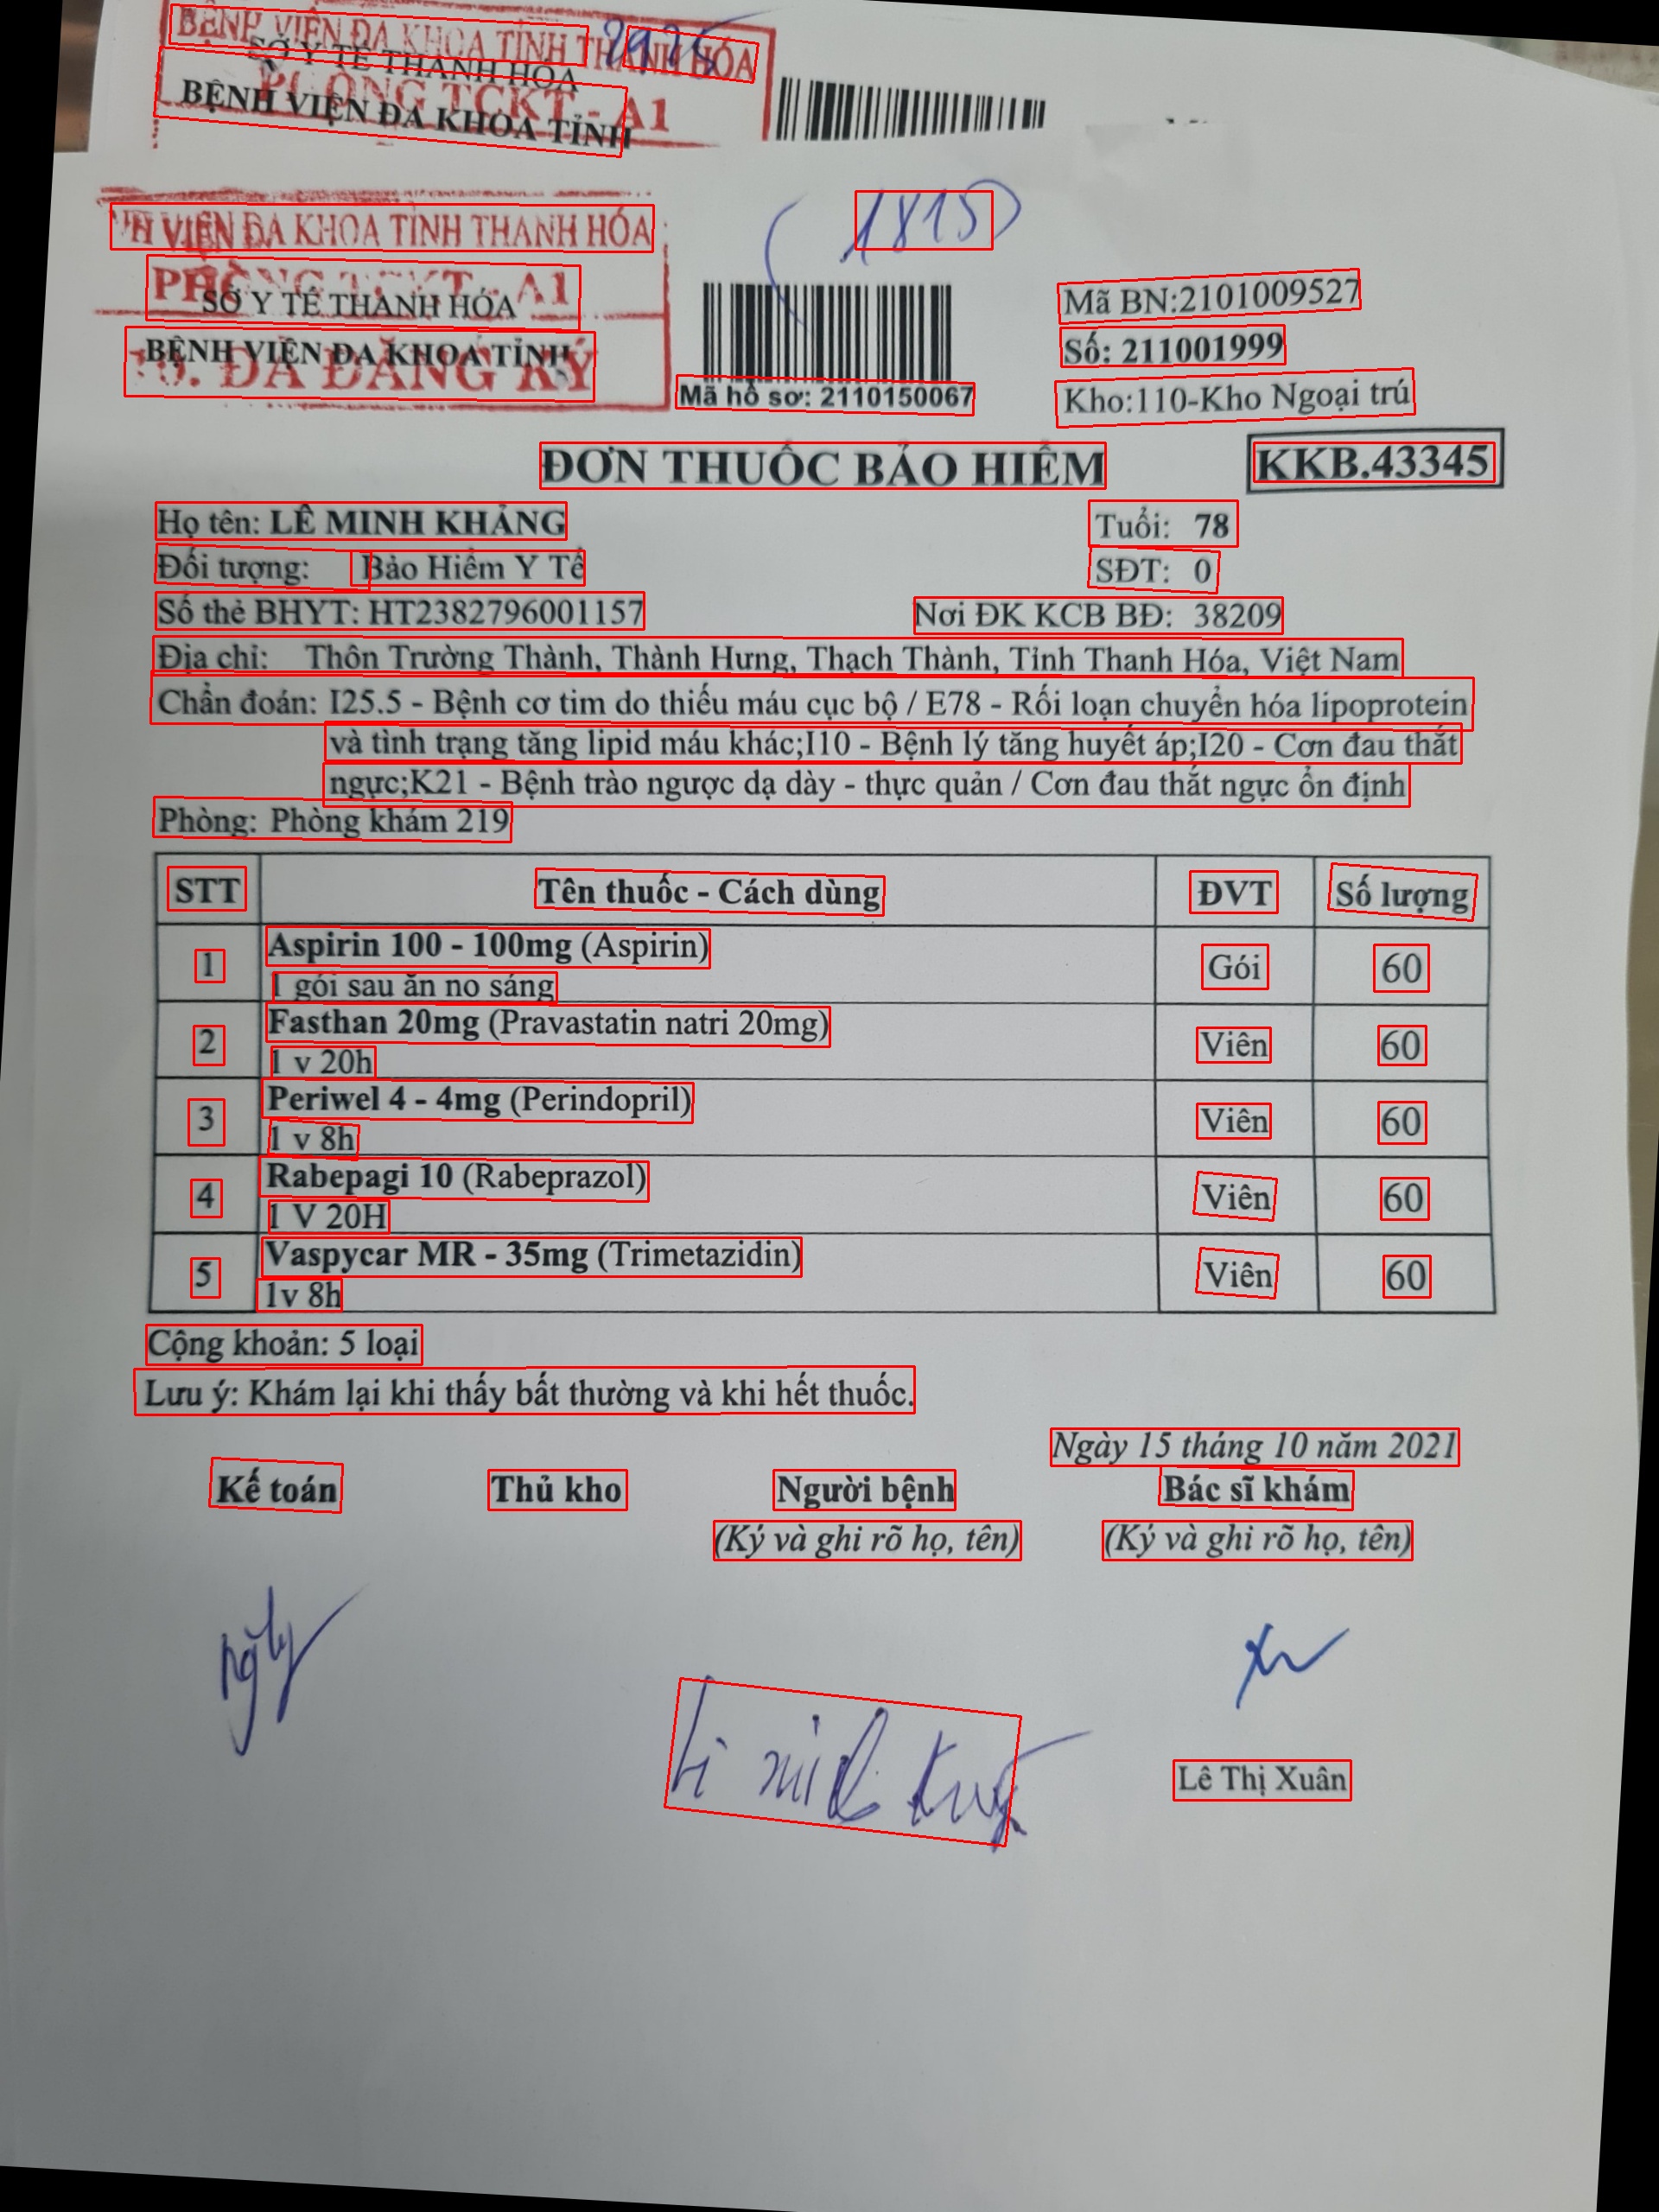 BỆNH VIỆN ĐA KHOA TỈNH THANH HÓA
2925
SỞ Y TẾ THANH HÓA
PHÒNG TCKT - A1
BỆNH VIỆN ĐA KHOA TỈNH
NH VIỆN ĐA KHOA TỈNH THANH HÓA
(1815)
PHÒNG TCKT - A1
SỞ Y TẾ THANH HÓA
Mã BN:2101009527
BỆNH VIỆN ĐA KHOA TỈNH
Số: 211001999
ĐÃ ĐĂNG KÝ
Mã hồ sơ: 2110150067
Kho:110-Kho Ngoại trú
ĐƠN THUỐC BẢO HIỂM
KKB.43345
Họ tên: LÊ MINH KHẢNG
Tuổi: 78
Đối tượng: Bảo Hiểm Y Tế
SĐT: 0
Số thẻ BHYT: HT2382796001157
Nơi ĐK KCB BĐ: 38209
Địa chỉ: Thôn Trường Thành, Thành Hưng, Thạch Thành, Tỉnh Thanh Hóa, Việt Nam
Chẩn đoán: I25.5 - Bệnh cơ tim do thiếu máu cục bộ / E78 - Rối loạn chuyển hóa lipoprotein
và tình trạng tăng lipid máu khác;I10 - Bệnh lý tăng huyết áp;I20 - Cơn đau thắt
ngực;K21 - Bệnh trào ngược dạ dày - thực quản / Cơn đau thắt ngực ổn định
Phòng: Phòng khám 219
STT Tên thuốc - Cách dùng ĐVT Số lượng
1 Aspirin 100 - 100mg (Aspirin) Gói 60
1 gói sau ăn no sáng
2 Fasthan 20mg (Pravastatin natri 20mg) Viên 60
1 v 20h
3 Periwel 4 - 4mg (Perindopril) Viên 60
1 v 8h
4 Rabepagi 10 (Rabeprazol) Viên 60
1 V 20H
5 Vaspycar MR - 35mg (Trimetazidin) Viên 60
1v 8h
Cộng khoản: 5 loại
Lưu ý: Khám lại khi thấy bất thường và khi hết thuốc.
Ngày 15 tháng 10 năm 2021
Kế toán Thủ kho Người bệnh Bác sĩ khám
(Ký và ghi rõ họ, tên) (Ký và ghi rõ họ, tên)
Lê Thị Xuân